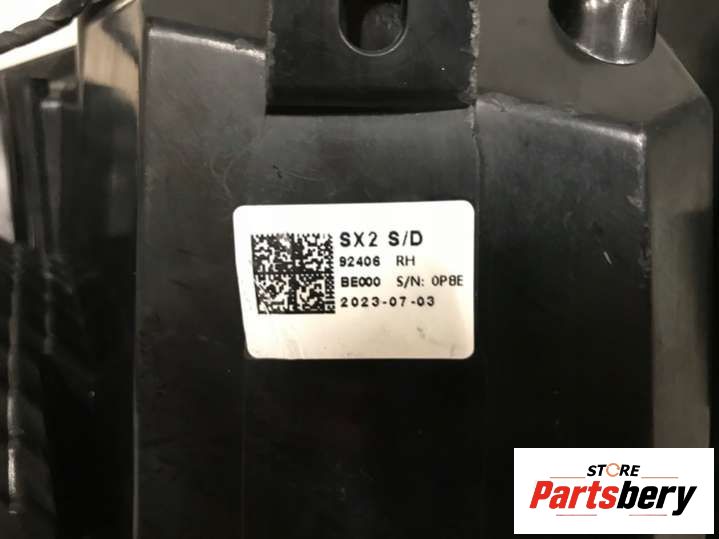 SX2 S/D
92406 RH
BE000 S/N: 0P8E
2023-07-03
STORE
Partsbery